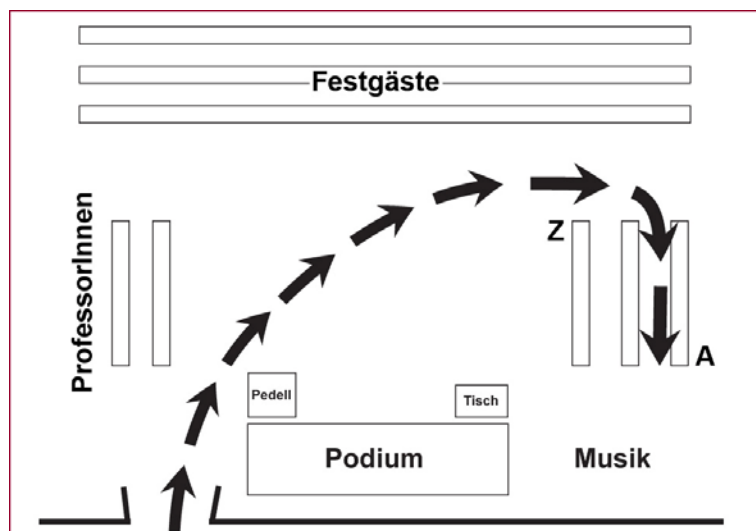 Festgäste
ProfessorInnen
Z
A
Pedell
Tisch
Podium
Musik